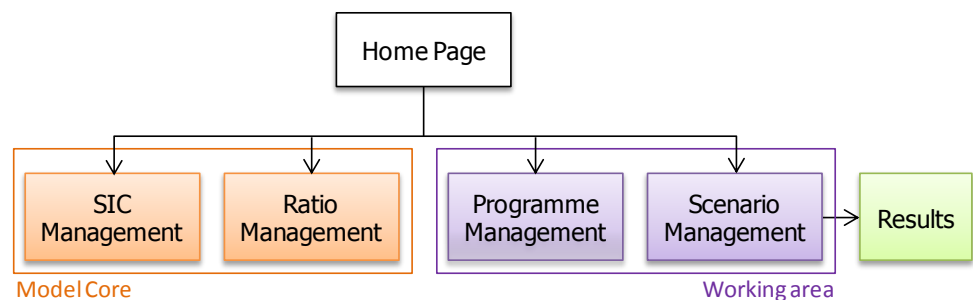 Home Page
SIC
Management
Ratio
Management
Programme
Management
Scenario
Management
Results
Model Core
Working area